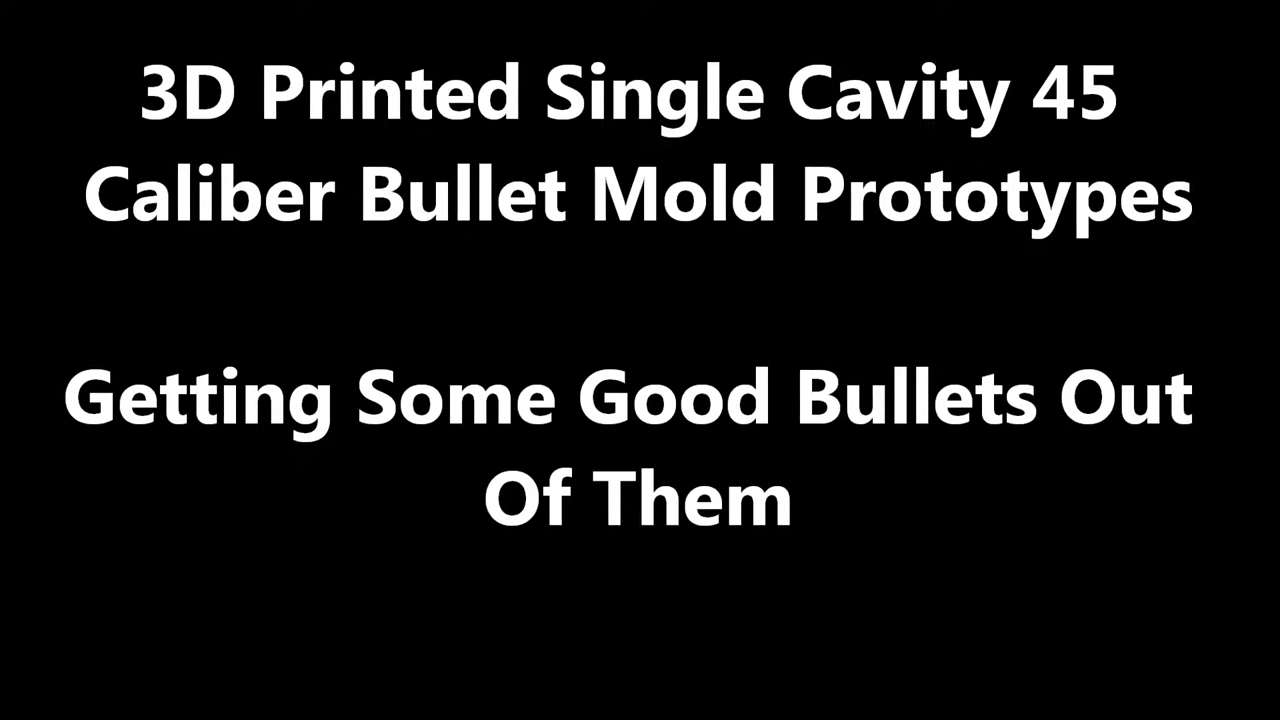 3D Printed Single Cavity 45
Caliber Bullet Mold Prototypes
Getting Some Good Bullets Out
Of Them